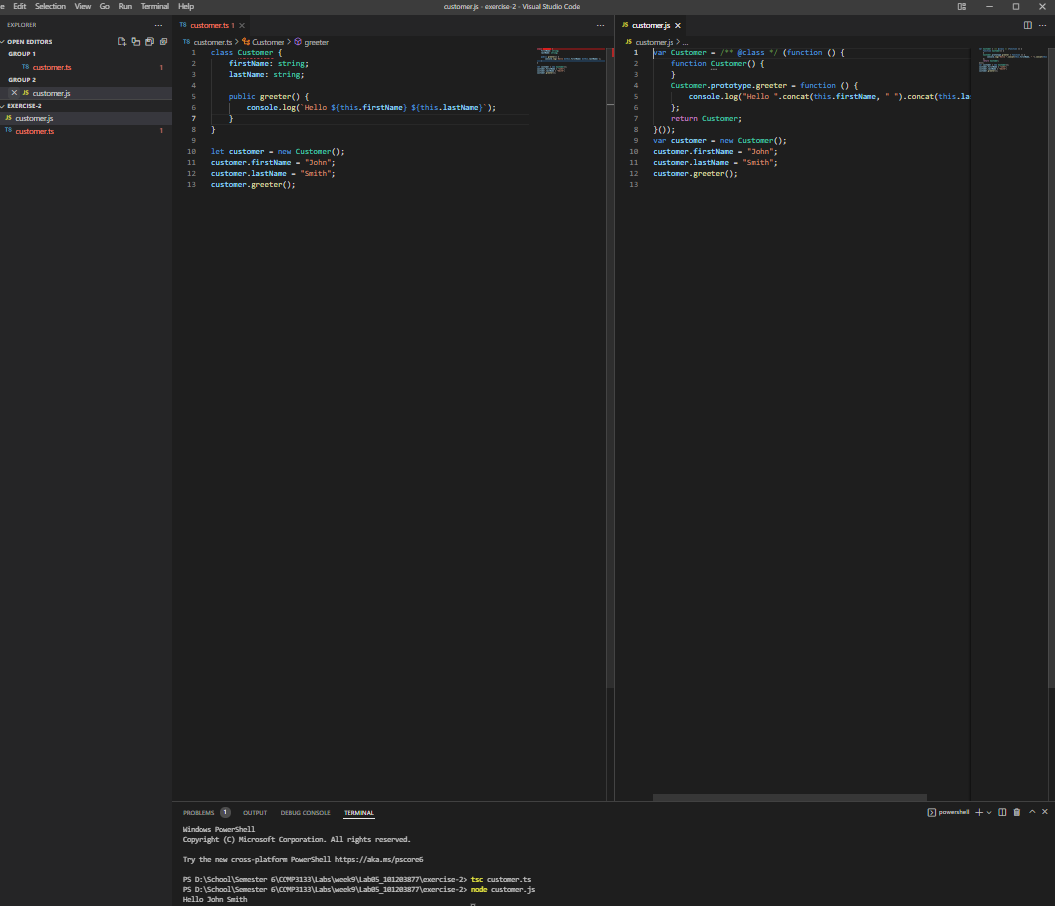 Edit Selection View Go Run Terminal Help
customer.js - exercise-2 - Visual Studio Code
EXPLORER
OPEN EDITORS
GROUP 1
TS customer.ts 1
GROUP 2
JS customer.js
EXERCISE-2
JS customer.js
TS customer.ts 1
TS customer.ts 1
TS customer.ts > Customer > greeter
1 class Customer {
2 firstName: string;
3 lastName: string;
4
5 public greeter() {
6 console.log(`Hello ${this.firstName} ${this.lastName}`);
7 }
8 }
9
10 let customer = new Customer();
11 customer.firstName = "John";
12 customer.lastName = "Smith";
13 customer.greeter();
JS customer.js
JS customer.js > ...
1 var Customer = /** @class */ (function () {
2 function Customer() {
3 }
4 Customer.prototype.greeter = function () {
5 console.log("Hello ".concat(this.firstName, " ").concat(this.la
6 };
7 return Customer;
8 }());
9 var customer = new Customer();
10 customer.firstName = "John";
11 customer.lastName = "Smith";
12 customer.greeter();
13
PROBLEMS 1 OUTPUT DEBUG CONSOLE TERMINAL
powershell
Windows PowerShell
Copyright (C) Microsoft Corporation. All rights reserved.
Try the new cross-platform PowerShell https://aka.ms/pscore6
PS D:\School\Semester 6\COMP3133\Labs\week9\Lab05_101203877\exercise-2> tsc customer.ts
PS D:\School\Semester 6\COMP3133\Labs\week9\Lab05_101203877\exercise-2> node customer.js
Hello John Smith